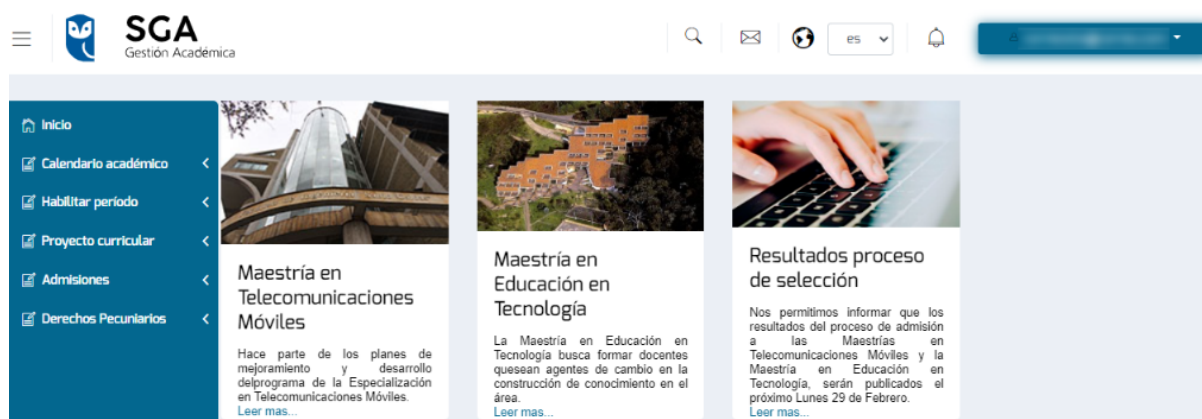 SGA
Gestión Académica
es
Inicio
Calendario académico
Habilitar período
Proyecto curricular
Admisiones
Derechos Pecuniarios
Maestría en
Telecomunicaciones
Móviles
Hace parte de los planes de
mejoramiento y desarrollo
delprograma de la Especialización
en Telecomunicaciones Móviles.
Leer mas...
Maestría en
Educación en
Tecnología
La Maestría en Educación en
Tecnología busca formar docentes
quesean agentes de cambio en la
construcción de conocimiento en el
área.
Leer mas...
Resultados proceso
de selección
Nos permitimos informar que los
resultados del proceso de admisión
a las Maestrías en
Telecomunicaciones Móviles y la
Maestría en Educación en
Tecnología, serán publicados el
próximo Lunes 29 de Febrero.
Leer mas...